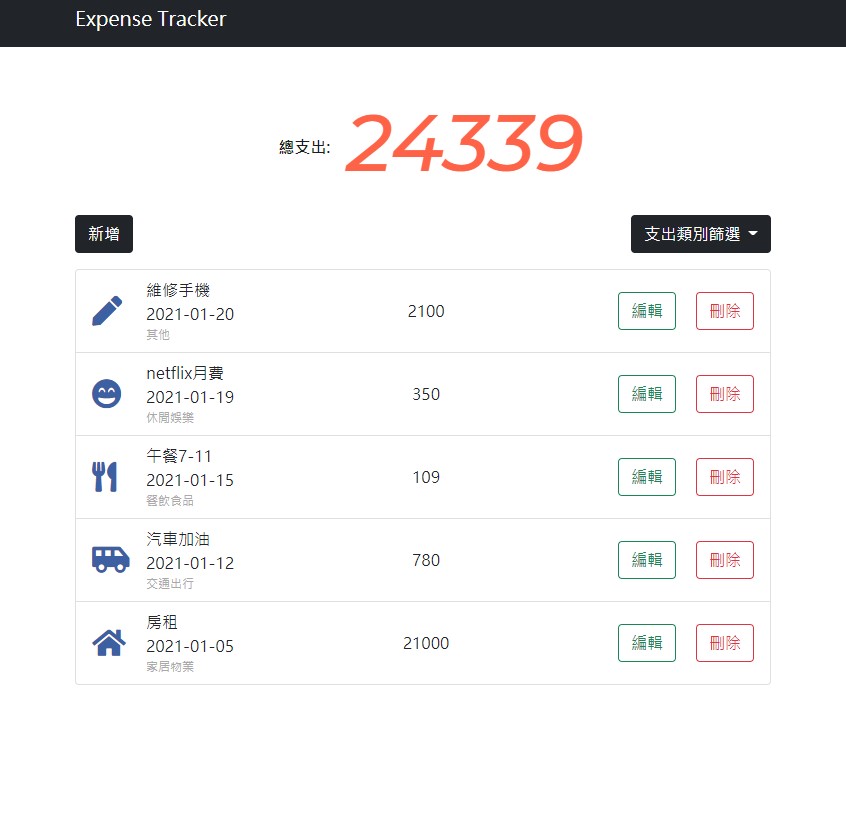 Expense Tracker
總支出: 24339
新增 支出類別篩選
維修手機
2021-01-20
其他
2100 編輯 刪除
netflix月費
2021-01-19
休閒娛樂
350 編輯 刪除
午餐7-11
2021-01-15
餐飲食品
109 編輯 刪除
汽車加油
2021-01-12
交通出行
780 編輯 刪除
房租
2021-01-05
家居物業
21000 編輯 刪除